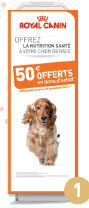 ROYAL CANIN
OFFREZ
LA NUTRITION SANTÉ
À VOTRE CHIEN DE RACE
50€ OFFERTS
en bons d'achat
1